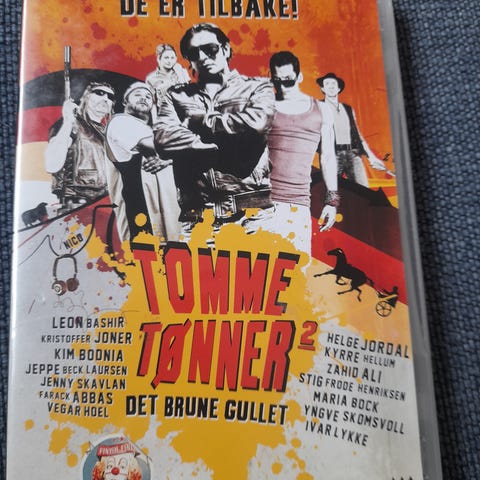 DE ER TILBAKE!
NICO
TOMME
TØNNER 2
DET BRUNE GULLET
LEON BASHIR
KRISTOFFER JONER
KIM BODNIA
JEPPE BECK LAURSEN
JENNY SKAVLAN
FARACK ABBAS
VEGAR HOEL
HELGE JORDAL
KYRRE HELLUM
ZAHID ALI
STIG FRODE HENRIKSEN
MARIA BOCK
YNGVE SKOMSVOLL
IVAR LYKKE